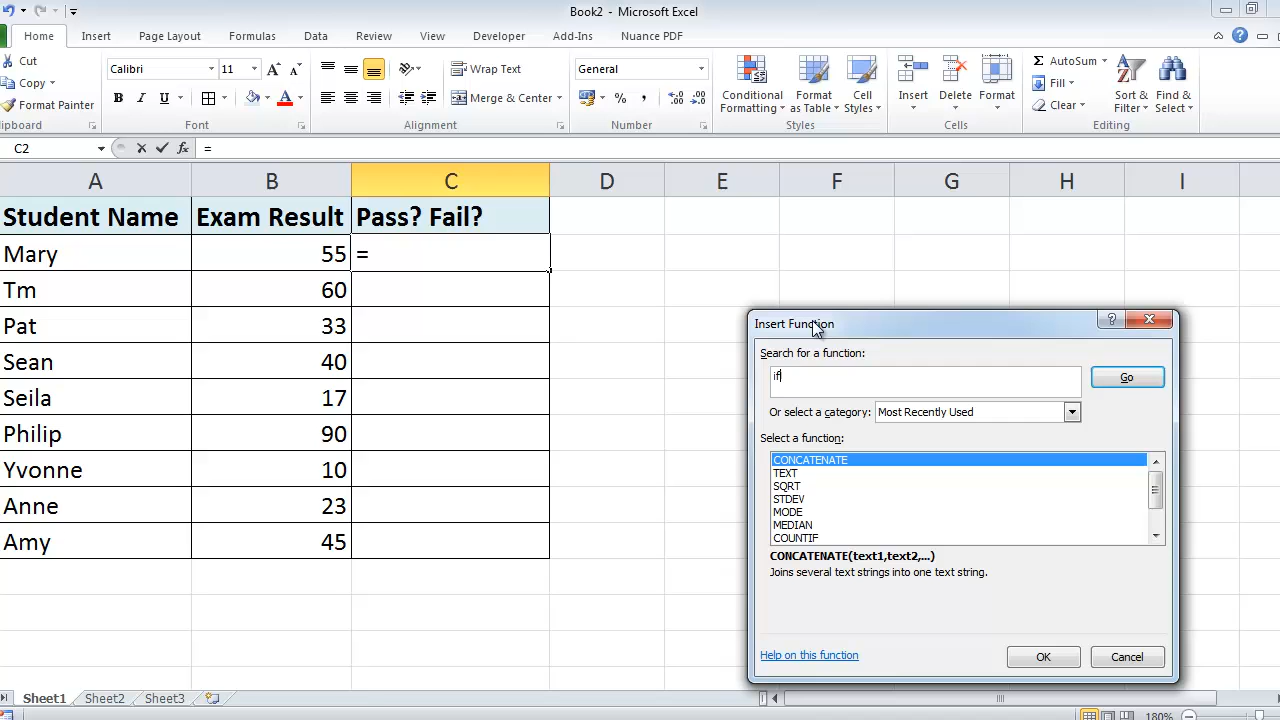 Book2 - Microsoft Excel
Home Insert Page Layout Formulas Data Review View Developer Add-Ins Nuance PDF
Cut
Copy
Format Painter
lipboard
Calibri 11
B I U
Font
Wrap Text
Merge & Center
Alignment
General
% ,
Number
Conditional Formatting
Format as Table
Cell Styles
Styles
Insert Delete Format
Cells
Σ AutoSum
Fill
Clear
Sort & Filter
Find & Select
Editing
C2 fx =
A B C D E F G H I
Student Name Exam Result Pass? Fail?
Mary 55 =
Tm 60
Pat 33
Sean 40
Seila 17
Philip 90
Yvonne 10
Anne 23
Amy 45
Insert Function
Search for a function:
if
Go
Or select a category: Most Recently Used
Select a function:
CONCATENATE
TEXT
SQRT
STDEV
MODE
MEDIAN
COUNTIF
CONCATENATE(text1,text2,...)
Joins several text strings into one text string.
Help on this function
OK Cancel
Sheet1 Sheet2 Sheet3
180%